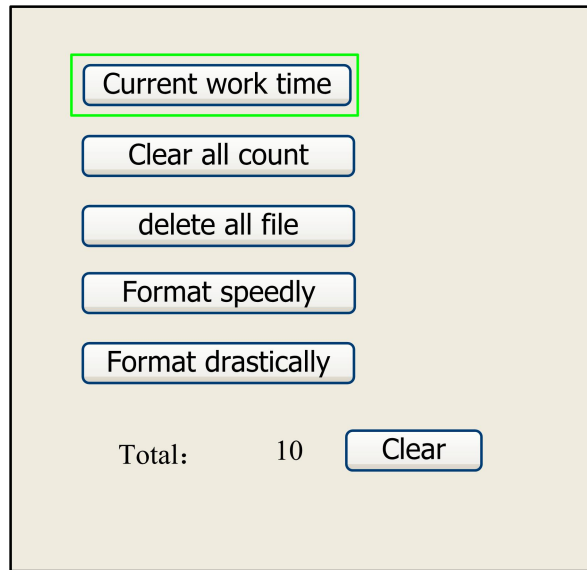 Current work time
Clear all count
delete all file
Format speedly
Format drastically
Total： 10 Clear